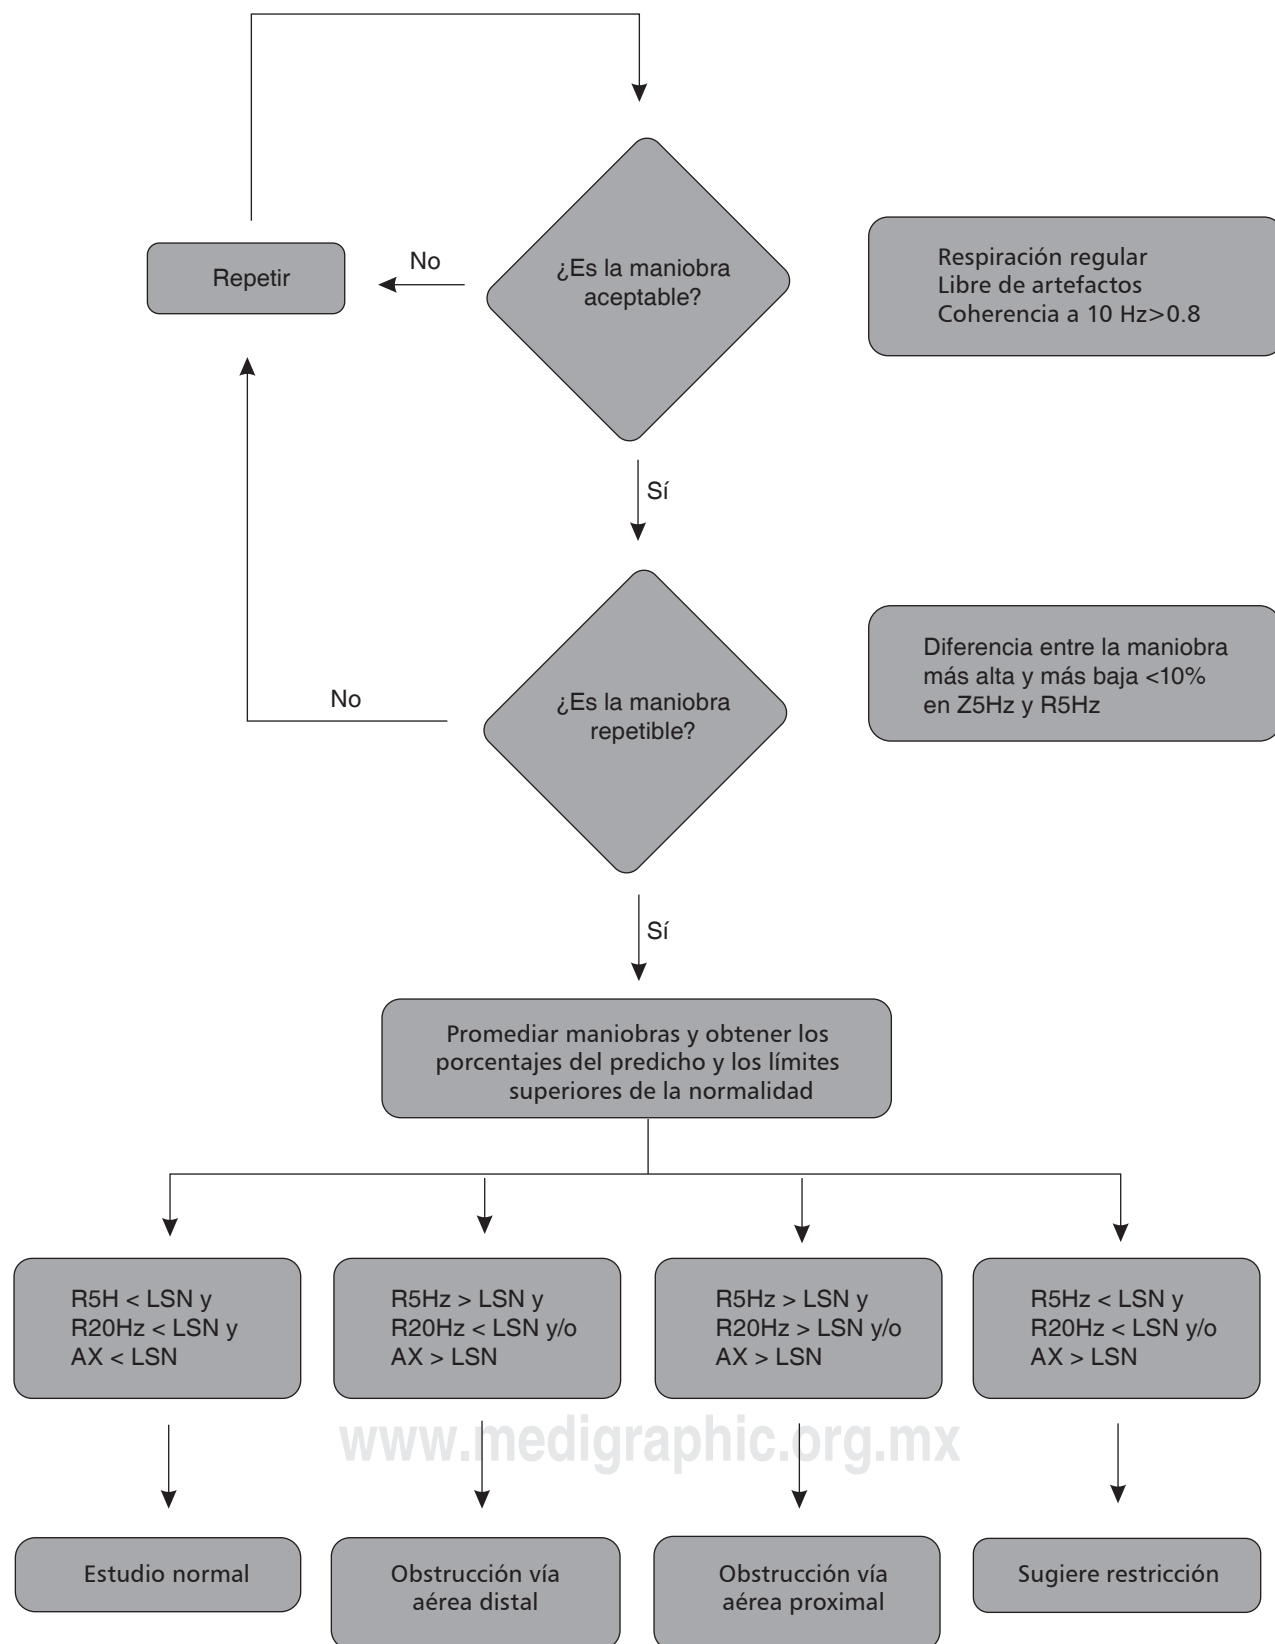 Repetir
No
¿Es la maniobra
aceptable?
Respiración regular
Libre de artefactos
Coherencia a 10 Hz>0.8
Sí
No
¿Es la maniobra
repetible?
Diferencia entre la maniobra
más alta y más baja <10%
en Z5Hz y R5Hz
Sí
Promediar maniobras y obtener los
porcentajes del predicho y los límites
superiores de la normalidad
R5H < LSN y
R20Hz < LSN y
AX < LSN
R5Hz > LSN y
R20Hz < LSN y/o
AX > LSN
R5Hz > LSN y
R20Hz > LSN y/o
AX > LSN
R5Hz < LSN y
R20Hz < LSN y/o
AX > LSN
www.medigraphic.org.mx
Estudio normal
Obstrucción vía
aérea distal
Obstrucción vía
aérea proximal
Sugiere restricción